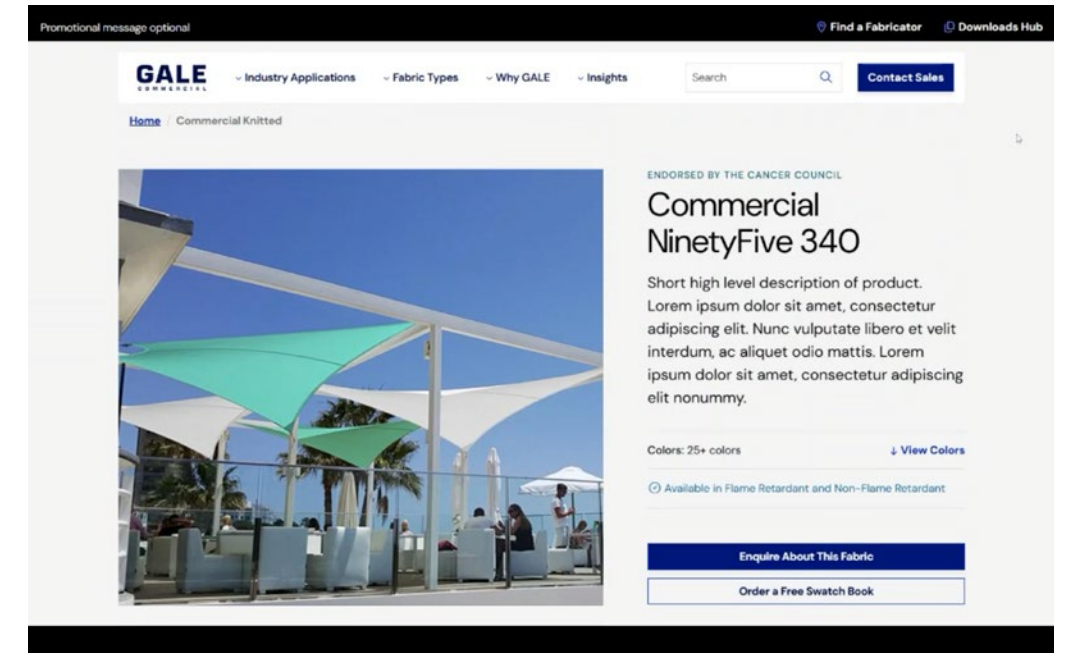 Promotional message optional
Find a Fabricator
Downloads Hub
GALE
COMMERCIAL
Industry Applications
Fabric Types
Why GALE
Insights
Search
Contact Sales
Home / Commercial Knitted
ENDORSED BY THE CANCER COUNCIL
Commercial
NinetyFive 340
Short high level description of product.
Lorem ipsum dolor sit amet, consectetur
adipiscing elit. Nunc vulputate libero et velit
interdum, ac aliquet odio mattis. Lorem
ipsum dolor sit amet, consectetur adipiscing
elit nonummy.
Colors: 25+ colors
↓ View Colors
Available in Flame Retardant and Non-Flame Retardant
Enquire About This Fabric
Order a Free Swatch Book